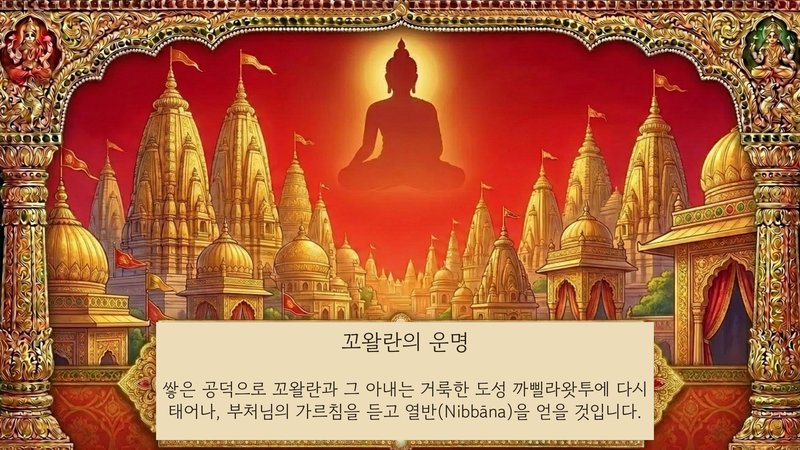 꼬왈란의 운명
쌓은 공덕으로 꼬왈란과 그 아내는 거룩한 도성 까삘라왓투에 다시
태어나, 부처님의 가르침을 듣고 열반(Nibbāna)을 얻을 것입니다.